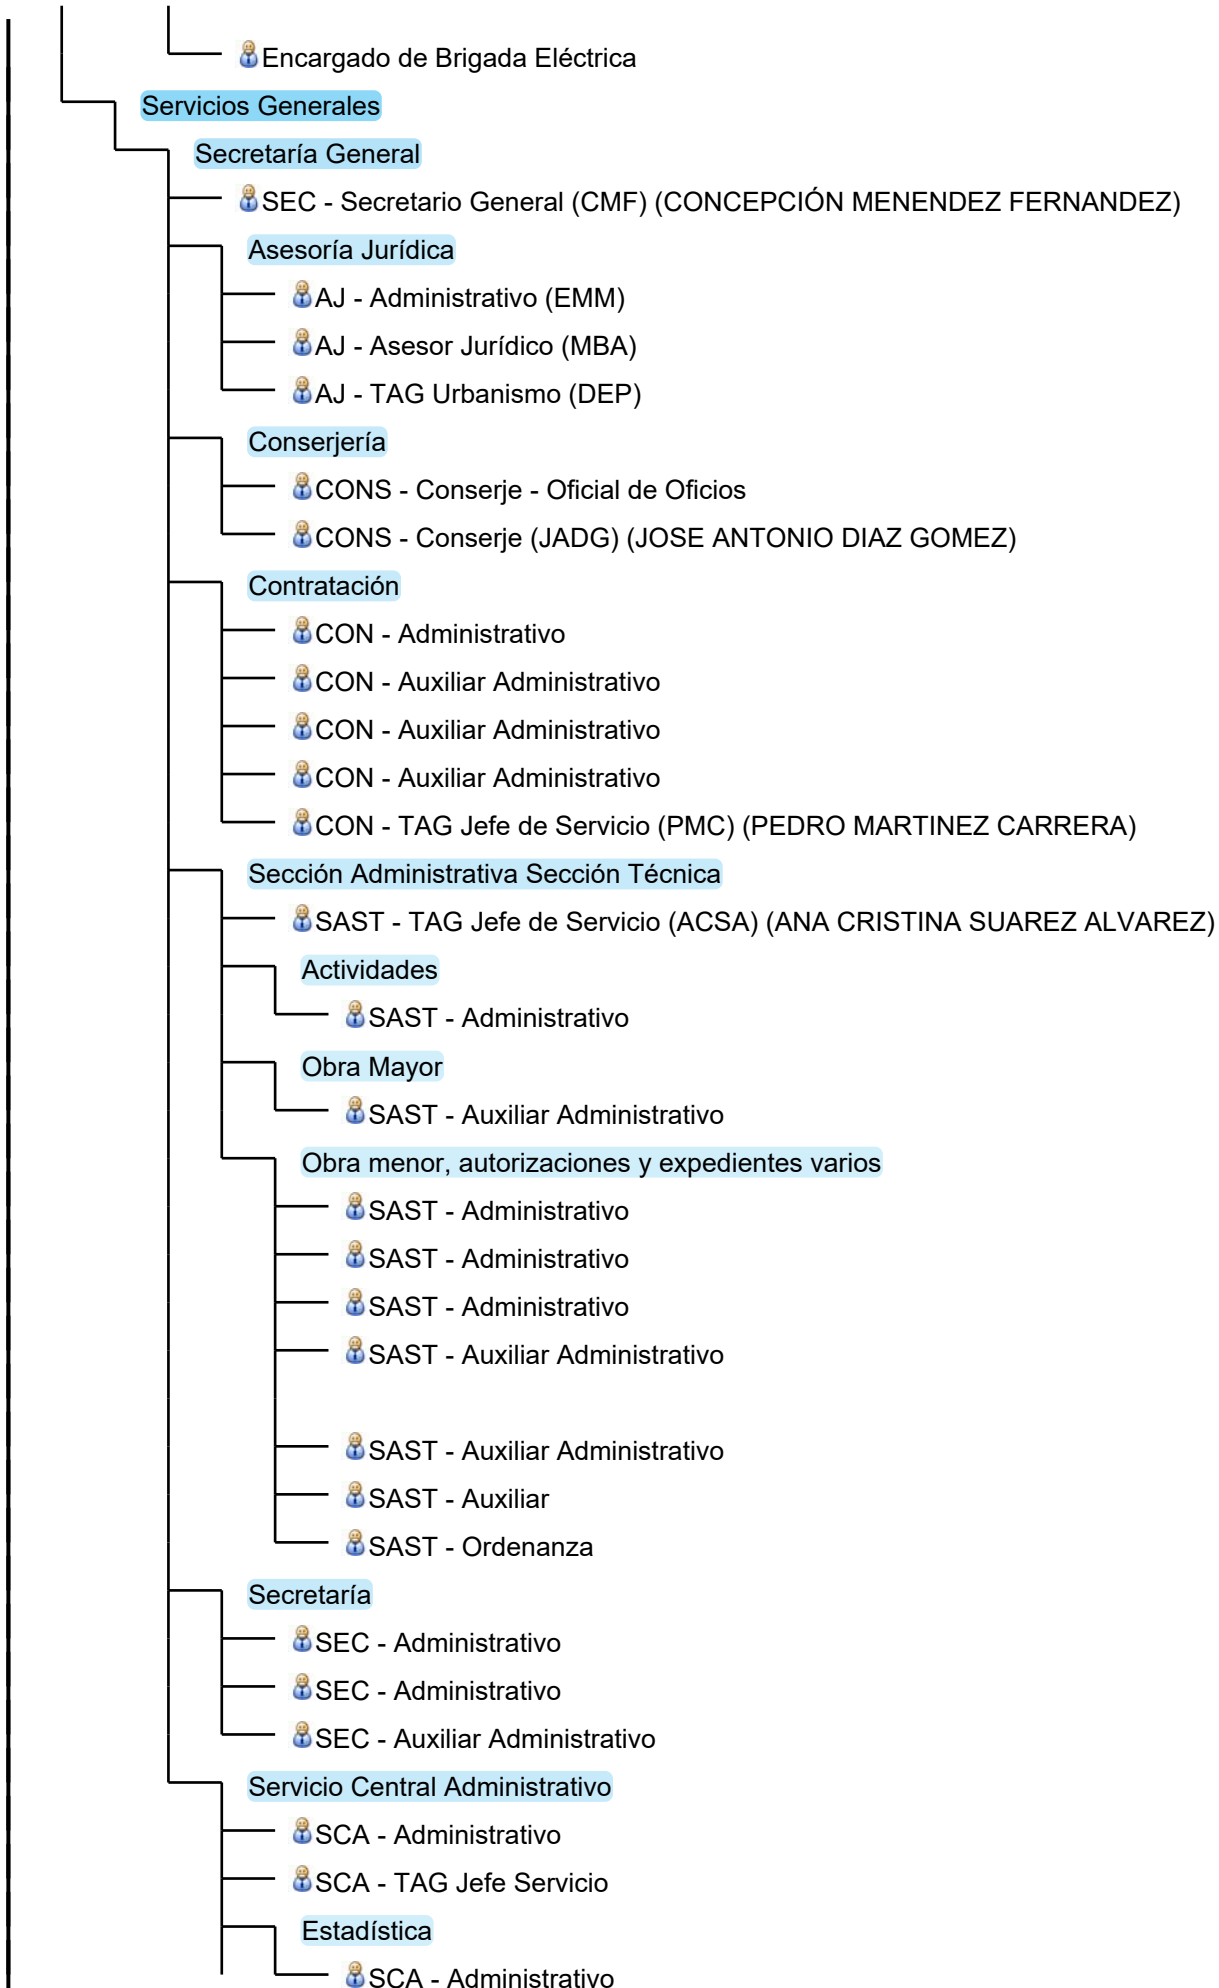 Encargado de Brigada Eléctrica
Servicios Generales
Secretaría General
SEC - Secretario General (CMF) (CONCEPCIÓN MENENDEZ FERNANDEZ)
Asesoría Jurídica
AJ - Administrativo (EMM)
AJ - Asesor Jurídico (MBA)
AJ - TAG Urbanismo (DEP)
Conserjería
CONS - Conserje - Oficial de Oficios
CONS - Conserje (JADG) (JOSE ANTONIO DIAZ GOMEZ)
Contratación
CON - Administrativo
CON - Auxiliar Administrativo
CON - Auxiliar Administrativo
CON - Auxiliar Administrativo
CON - TAG Jefe de Servicio (PMC) (PEDRO MARTINEZ CARRERA)
Sección Administrativa Sección Técnica
SAST - TAG Jefe de Servicio (ACSA) (ANA CRISTINA SUAREZ ALVAREZ)
Actividades
SAST - Administrativo
Obra Mayor
SAST - Auxiliar Administrativo
Obra menor, autorizaciones y expedientes varios
SAST - Administrativo
SAST - Administrativo
SAST - Administrativo
SAST - Auxiliar Administrativo
SAST - Auxiliar Administrativo
SAST - Auxiliar
SAST - Ordenanza
Secretaría
SEC - Administrativo
SEC - Administrativo
SEC - Auxiliar Administrativo
Servicio Central Administrativo
SCA - Administrativo
SCA - TAG Jefe Servicio
Estadística
SCA - Administrativo